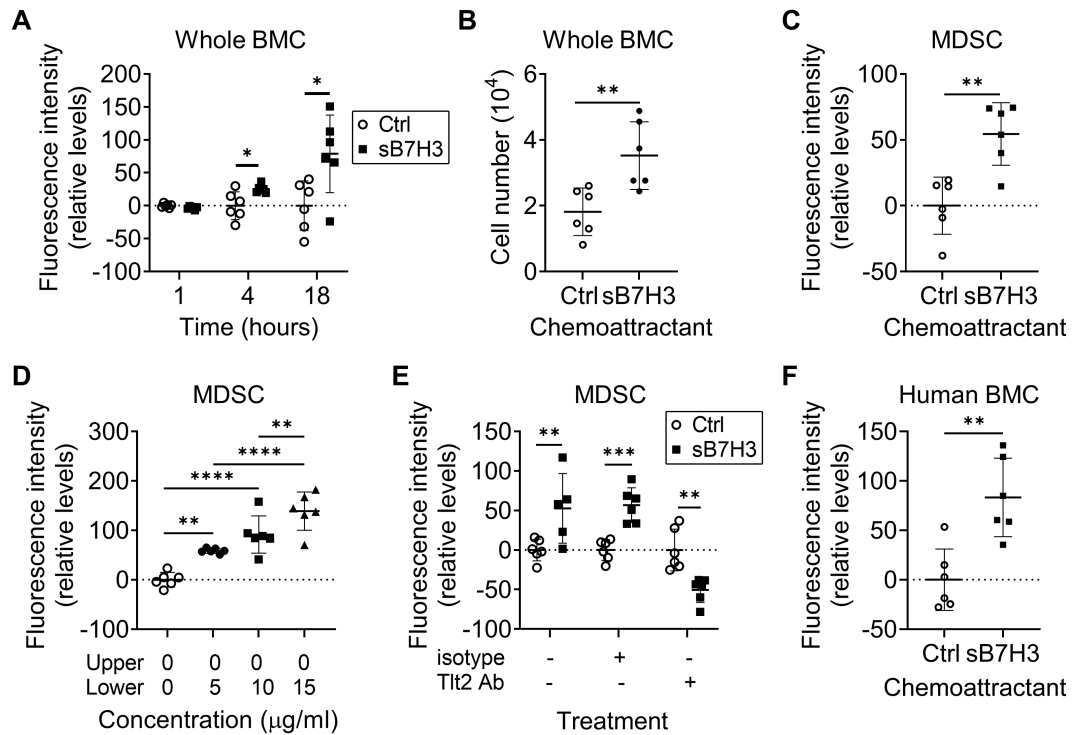 A
Whole BMC
Fluorescence intensity
(relative levels)
200
150
100
50
0
-50
-100
*
*
Ctrl
sB7H3
1 4 18
Time (hours)
B
Whole BMC
Cell number (10⁴)
6
4
2
0
**
Ctrl sB7H3
Chemoattractant
C
MDSC
Fluorescence intensity
(relative levels)
100
50
0
-50
**
Ctrl sB7H3
Chemoattractant
D
MDSC
Fluorescence intensity
(relative levels)
300
200
100
0
-100
**
****
****
**
Upper 0 0 0 0
Lower 0 5 10 15
Concentration (μg/ml)
E
MDSC
Fluorescence intensity
(relative levels)
150
100
50
0
-50
-100
**
***
**
Ctrl
sB7H3
isotype - + -
Tlt2 Ab - - +
Treatment
F
Human BMC
Fluorescence intensity
(relative levels)
150
100
50
0
-50
**
Ctrl sB7H3
Chemoattractant